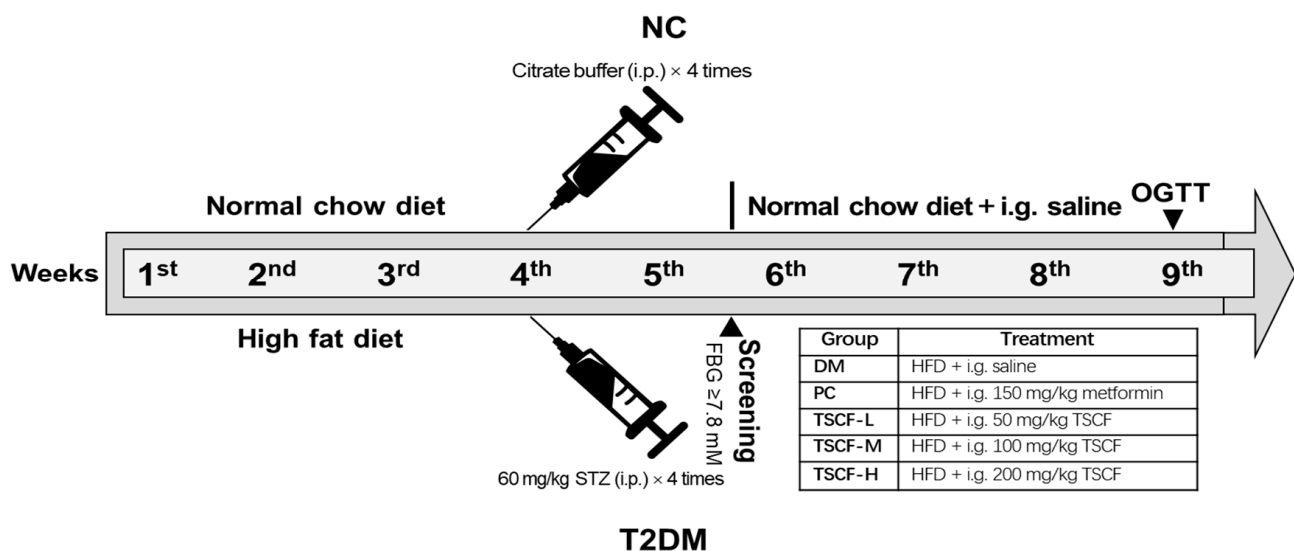 NC
Citrate buffer (i.p.) × 4 times
Normal chow diet
Normal chow diet + i.g. saline
OGTT
Weeks 1st 2nd 3rd 4th 5th 6th 7th 8th 9th
High fat diet
Screening
FBG ≥7.8 mM
Group Treatment
DM HFD + i.g. saline
PC HFD + i.g. 150 mg/kg metformin
TSCF-L HFD + i.g. 50 mg/kg TSCF
TSCF-M HFD + i.g. 100 mg/kg TSCF
TSCF-H HFD + i.g. 200 mg/kg TSCF
60 mg/kg STZ (i.p.) × 4 times
T2DM